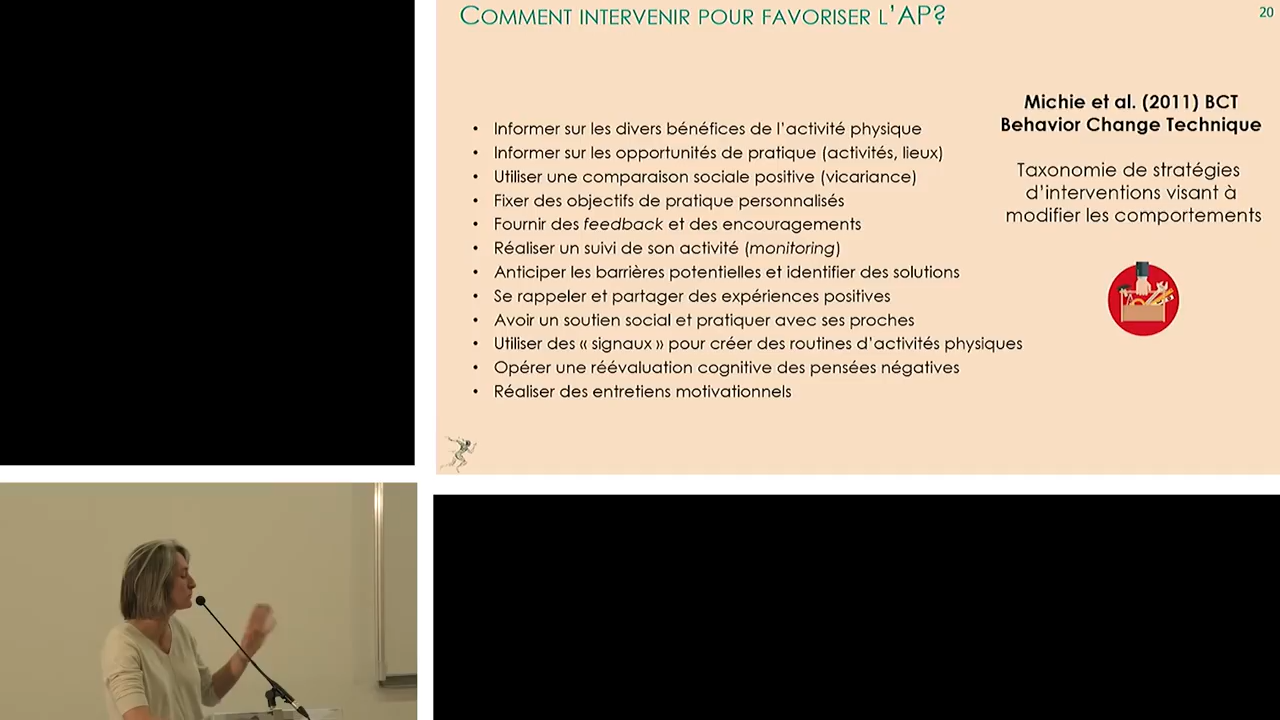 COMMENT INTERVENIR POUR FAVORISER L'AP?
20
• Informer sur les divers bénéfices de l'activité physique
• Informer sur les opportunités de pratique (activités, lieux)
• Utiliser une comparaison sociale positive (vicariance)
• Fixer des objectifs de pratique personnalisés
• Fournir des feedback et des encouragements
• Réaliser un suivi de son activité (monitoring)
• Anticiper les barrières potentielles et identifier des solutions
• Se rappeler et partager des expériences positives
• Avoir un soutien social et pratiquer avec ses proches
• Utiliser des « signaux » pour créer des routines d'activités physiques
• Opérer une réévaluation cognitive des pensées négatives
• Réaliser des entretiens motivationnels
Michie et al. (2011) BCT
Behavior Change Technique
Taxonomie de stratégies
d'interventions visant à
modifier les comportements